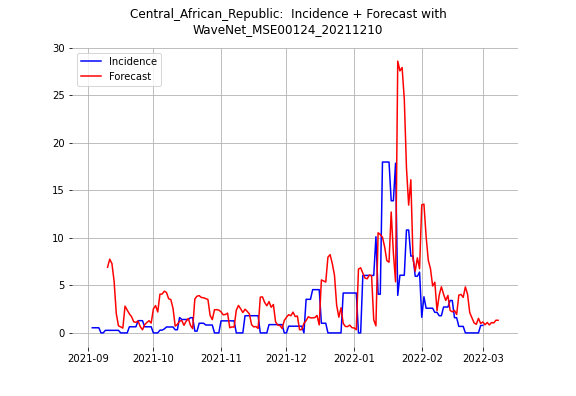 Central_African_Republic:  Incidence + Forecast with
WaveNet_MSE00124_20211210
Incidence
Forecast
30
25
20
15
10
5
0
2021-09 2021-10 2021-11 2021-12 2022-01 2022-02 2022-03